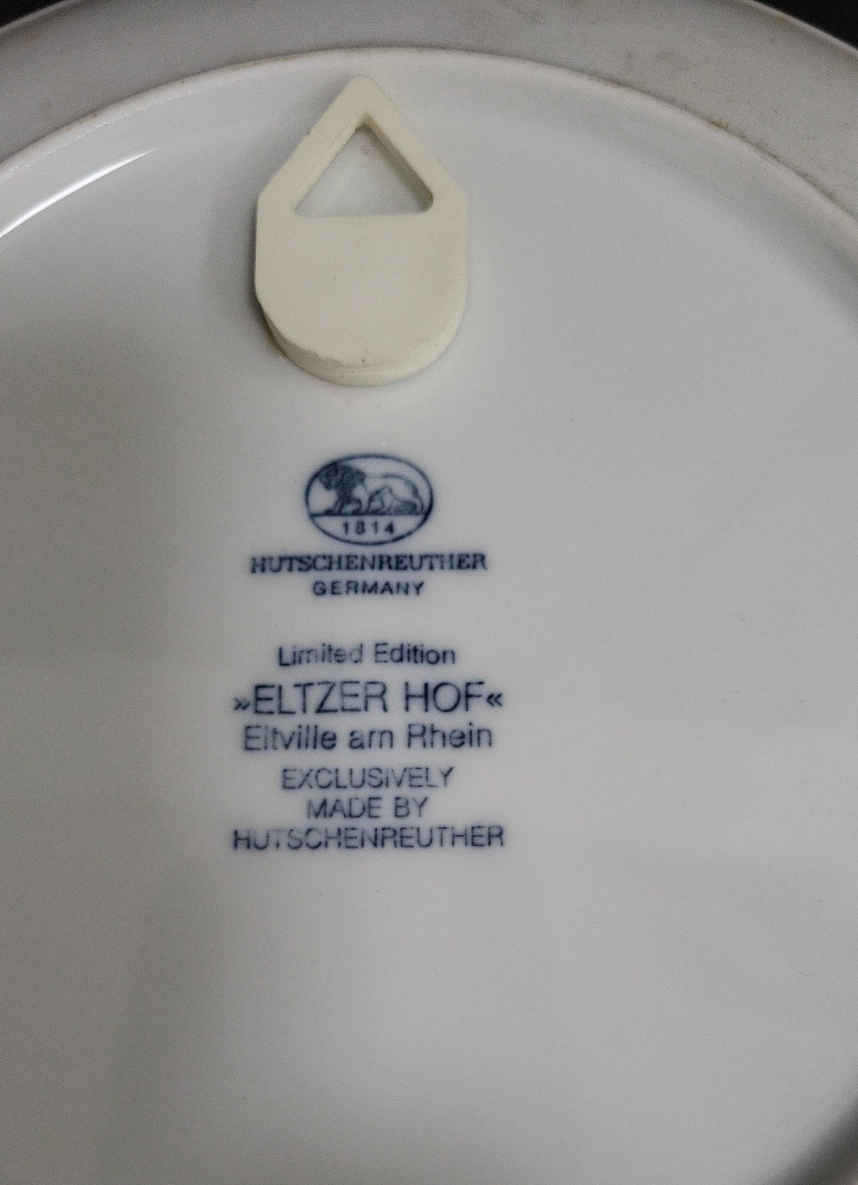 1814
HUTSCHENREUTHER
GERMANY
Limited Edition
»ELTZER HOF«
Eltville am Rhein
EXCLUSIVELY
MADE BY
HUTSCHENREUTHER